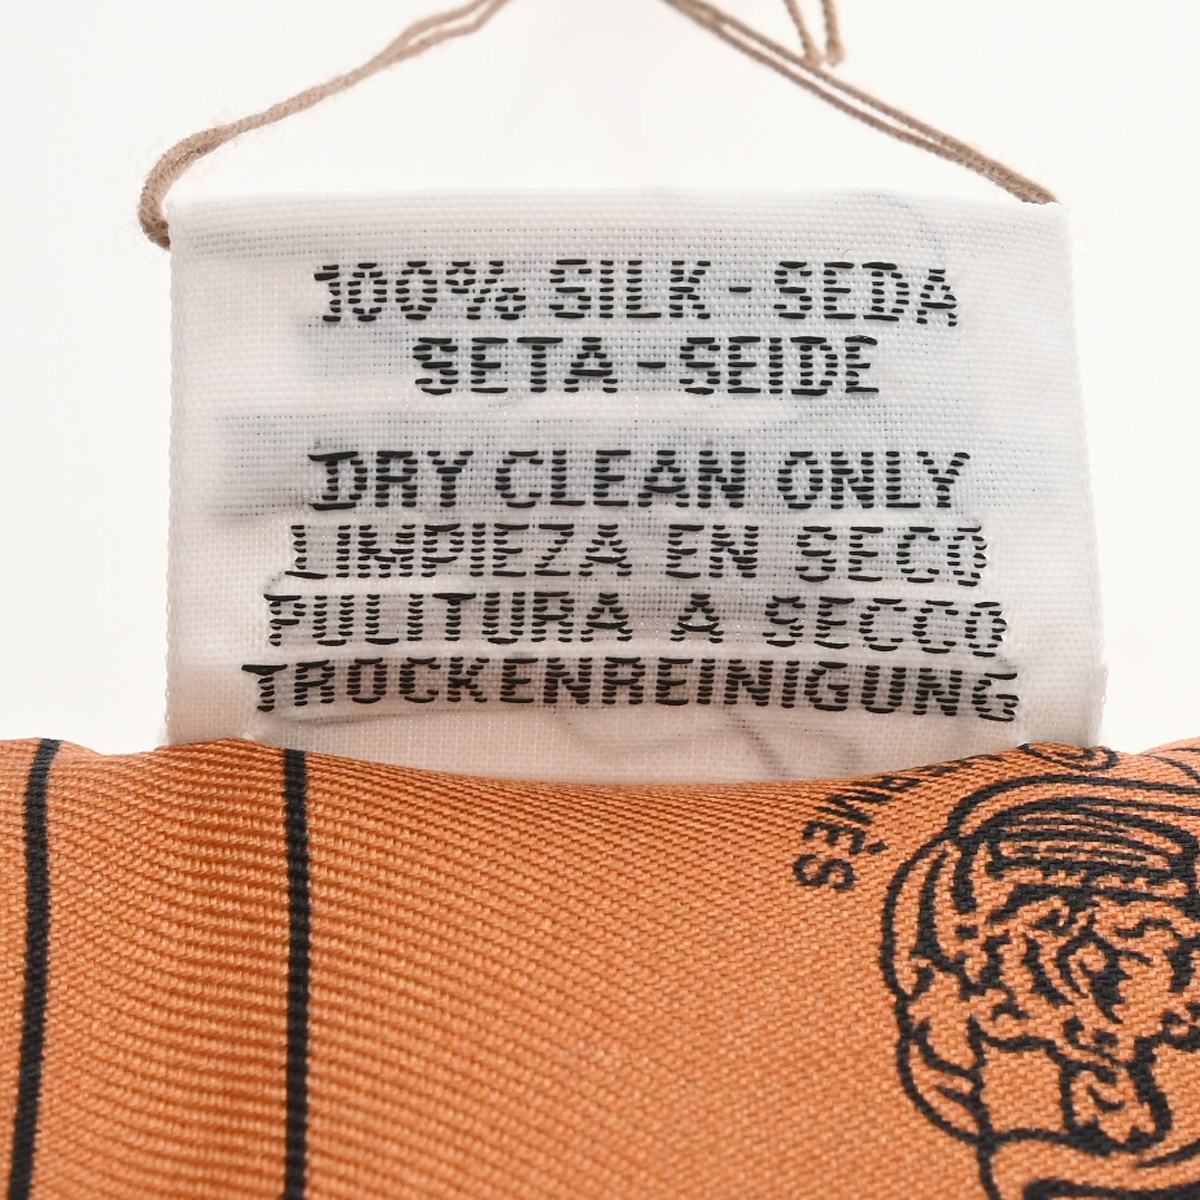 100% SILK - SEDA
SETA - SEIDE
DRY CLEAN ONLY
LIMPIEZA EN SECO
PULITURA A SECCO
TROCKENREINIGUNG